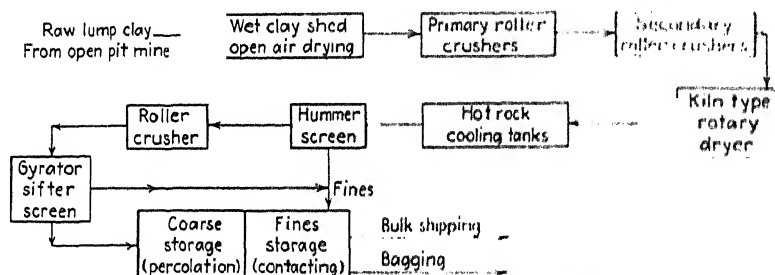 Raw lump clay
From open pit mine
Wet clay shed
open air drying
Primary roller
crushers
Secondary
roller crushers
Kiln type
rotary
dryer
Hot rock
cooling tanks
Hummer
screen
Roller
crusher
Gyrator
sifter
screen
Fines
Coarse
storage
(percolation)
Fines
storage
(contacting)
Bulk shipping
Bagging